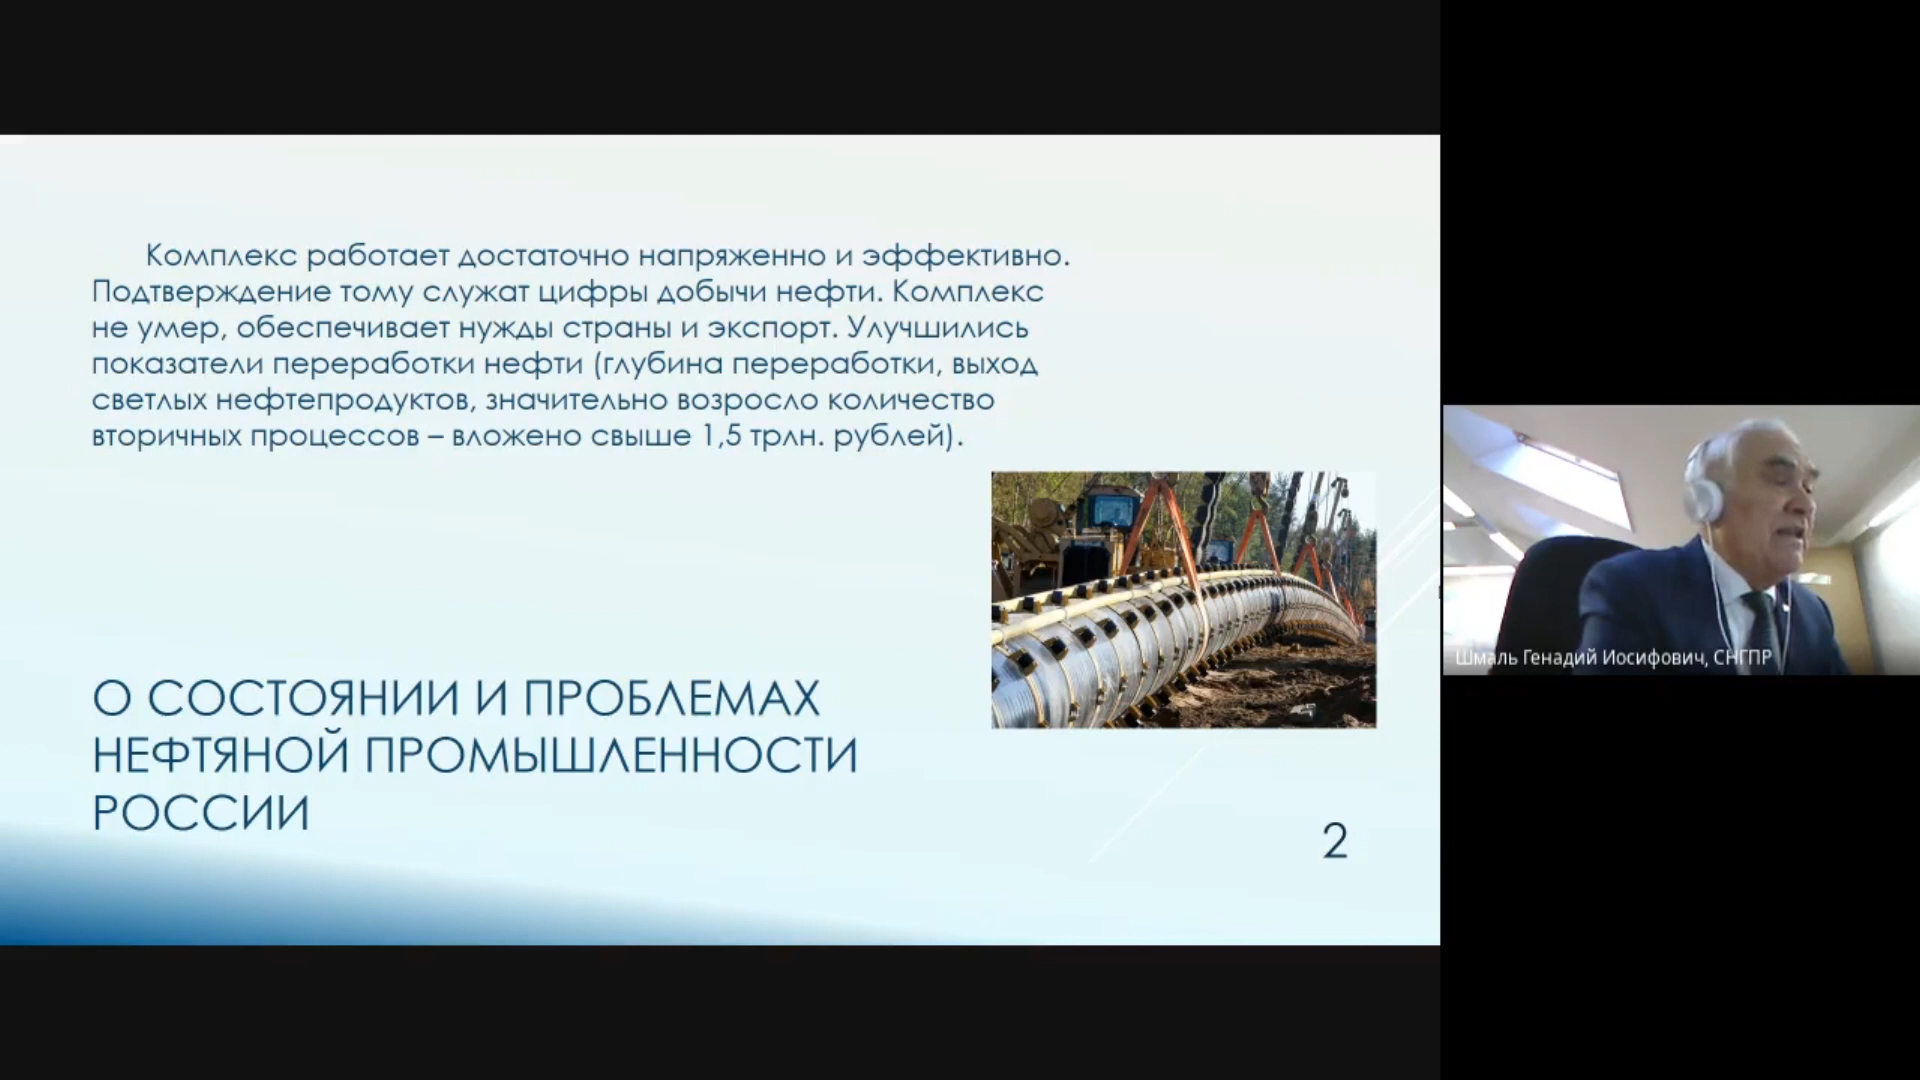 Комплекс работает достаточно напряженно и эффективно.
Подтверждение тому служат цифры добычи нефти. Комплекс
не умер, обеспечивает нужды страны и экспорт. Улучшились
показатели переработки нефти (глубина переработки, выход
светлых нефтепродуктов, значительно возросло количество
вторичных процессов – вложено свыше 1,5 трлн. рублей).
О СОСТОЯНИИ И ПРОБЛЕМАХ
НЕФТЯНОЙ ПРОМЫШЛЕННОСТИ
РОССИИ
2
Шмаль Генадий Иосифович, СНГПР